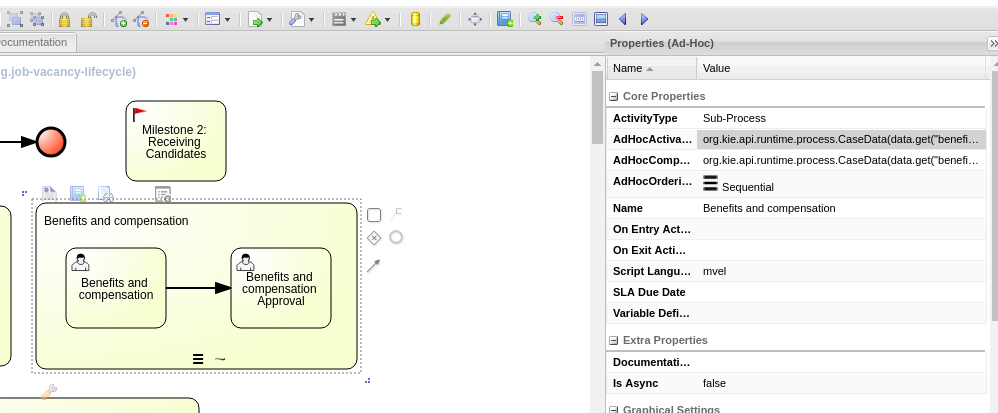 ocumentation
Properties (Ad-Hoc)
g.job-vacancy-lifecycle)
Name
Value
Core Properties
ActivityType
Sub-Process
AdHocActiva...
org.kie.api.runtime.process.CaseData(data.get("benefi...
AdHocComp...
org.kie.api.runtime.process.CaseData(data.get("benefi...
AdHocOrderi...
Sequential
Name
Benefits and compensation
On Entry Act...
On Exit Acti...
Script Langu...
mvel
SLA Due Date
Variable Defi...
Extra Properties
Documentati...
Is Async
false
Graphical Settings
Milestone 2:
Receiving
Candidates
Benefits and compensation
Benefits and
compensation
Benefits and
compensation
Approval